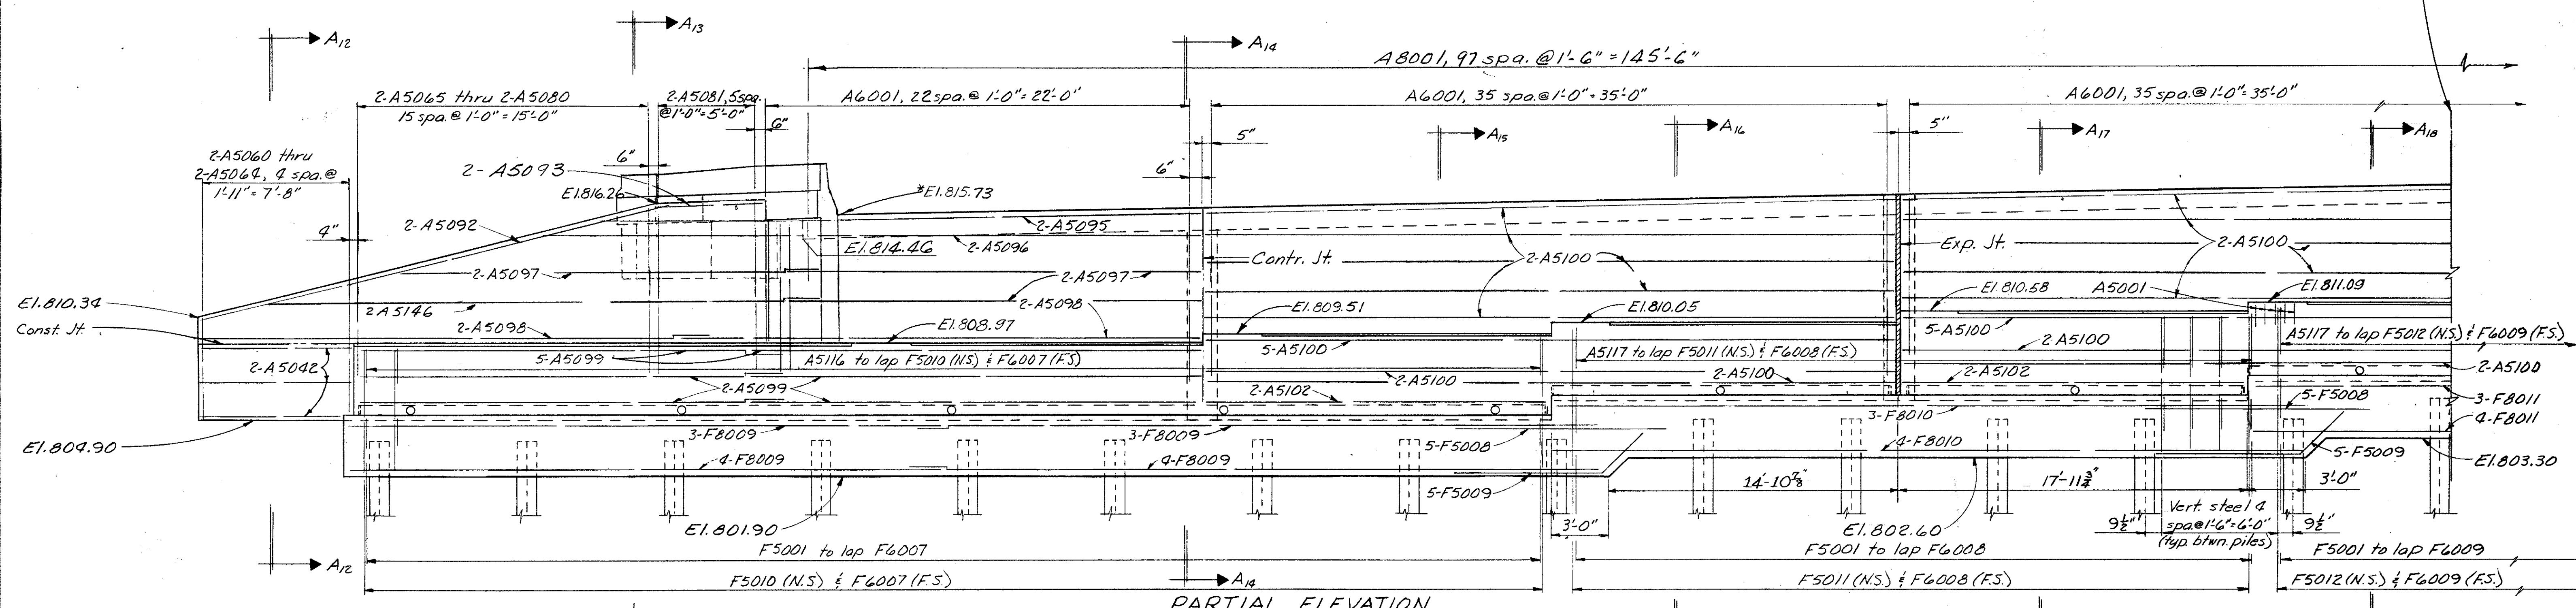 A12
A13
A14
A8001, 97 spa. @ 1'-6" = 145'-6"
2-A5065 thru 2-A5080
15 spa. @ 1'-0" = 15'-0"
2-A5081, 5 spa.
@ 1'-0" = 5'-0"
A6001, 22 spa. @ 1'-0" = 22'-0"
A6001, 35 spa. @ 1'-0" = 35'-0"
A6001, 35 spa. @ 1'-0" = 35'-0"
6"
5"
A15
A16
5"
A17
A18
2-A5060 thru
2-A5064, 4 spa. @
1'-11" = 7'-8"
6"
2-A5093
6"
El. 816.26
*El. 815.73
4"
2-A5092
2-A5095
El. 814.46
2-A5096
Contr. Jt.
2-A5100
Exp. Jt.
2-A5100
2-A5097
2-A5097
El. 810.34
2A5146
2-A5098
El. 809.51
El. 810.05
El. 810.58
A5001
El. 811.09
Const. Jt.
2-A5098
El. 808.97
5-A5100
5-A5099
A5116 to lap F5010 (N.S) & F6007 (F.S)
5-A5100
A5117 to lap F5011 (N.S.) & F6008 (F.S.)
2 A5100
A5117 to lap F5012 (N.S.) & F6009 (F.S.)
2-A5042
2-A5099
2-A5100
2-A5100
2-A5102
2-A5100
2-A5102
5-F5008
3-F8011
El. 804.90
3-F8009
3-F8009
5-F5008
3-F8010
4-F8010
4-F8011
4-F8009
4-F8009
5-F5009
5-F5009
El. 803.30
14'-10 7/8"
17'-11 3/4"
3'-0"
El. 801.90
3'-0"
El. 802.60
9 1/2"
Vert. steel 4
spa. @ 1'-6" = 6'-0"
(typ. btwn. piles)
9 1/2"
F5001 to lap F6007
F5001 to lap F6008
F5001 to lap F6009
A12
F5010 (N.S) & F6007 (F.S.)
A14
F5011 (N.S.) & F6008 (F.S.)
F5012 (N.S.) & F6009 (F.S.)
PARTIAL ELEVATION